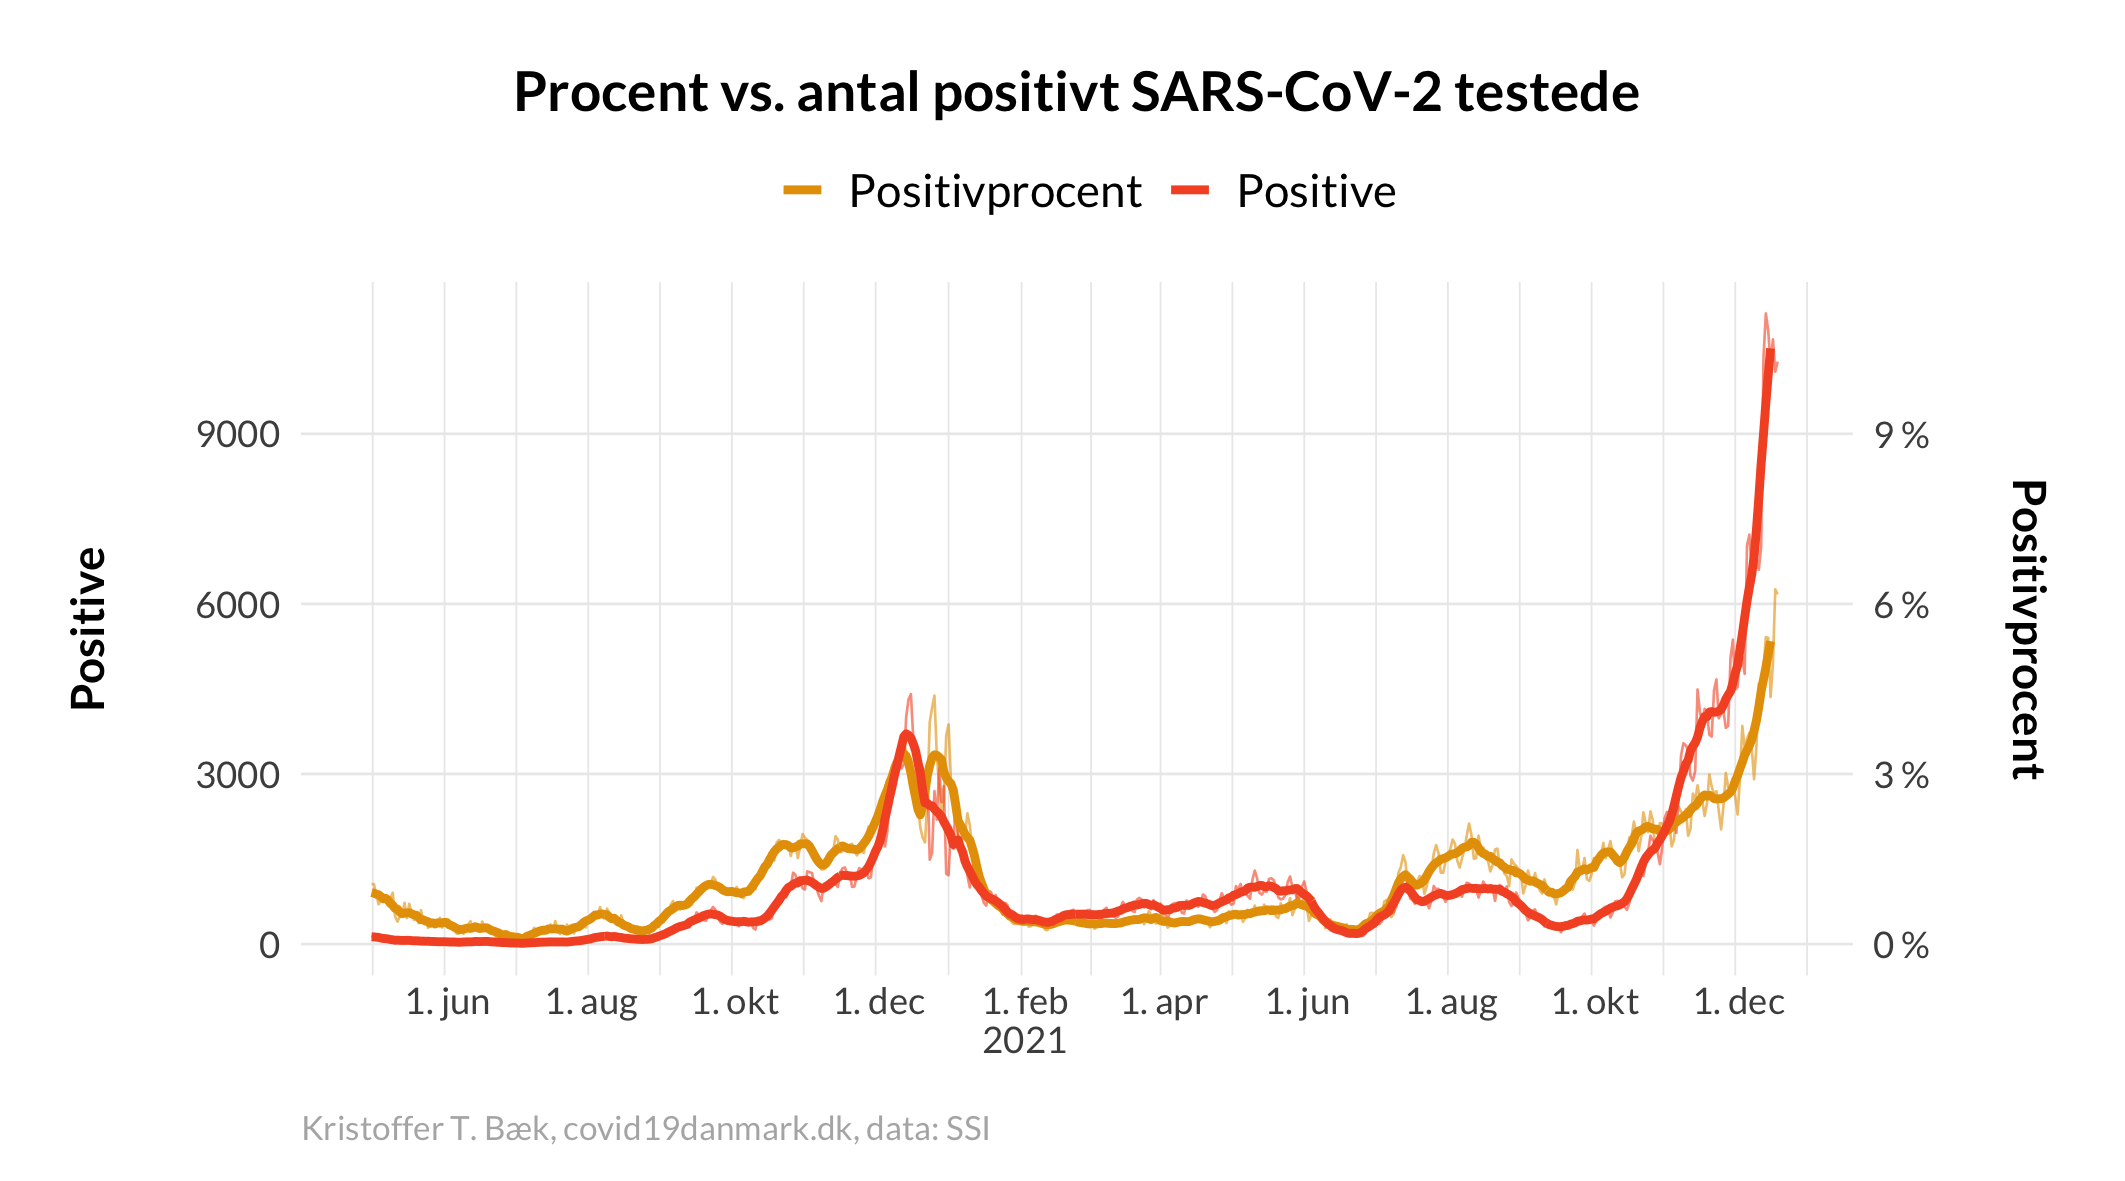 Procent vs. antal positivt SARS-CoV-2 testede
Positivprocent Positive
Positive
9000
6000
3000
0
9 %
6 %
3 %
0 %
Positivprocent
1. jun 1. aug 1. okt 1. dec 1. feb 1. apr 1. jun 1. aug 1. okt 1. dec
2021
Kristoffer T. Bæk, covid19danmark.dk, data: SSI